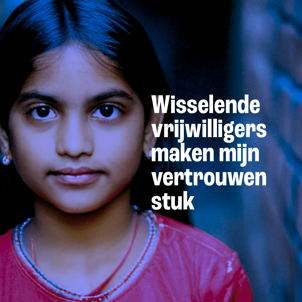 Wisselende
vrijwilligers
maken mijn
vertrouwen
stuk